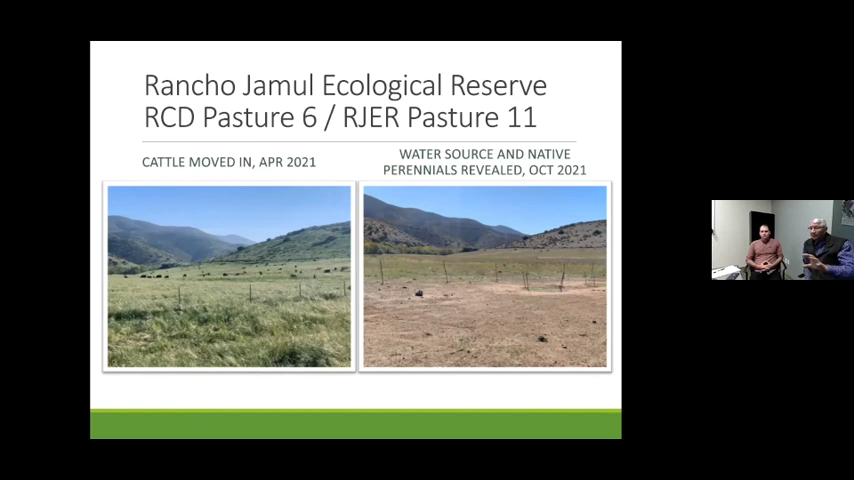 Rancho Jamul Ecological Reserve
RCD Pasture 6 / RJER Pasture 11
CATTLE MOVED IN, APR 2021
WATER SOURCE AND NATIVE
PERENNIALS REVEALED, OCT 2021